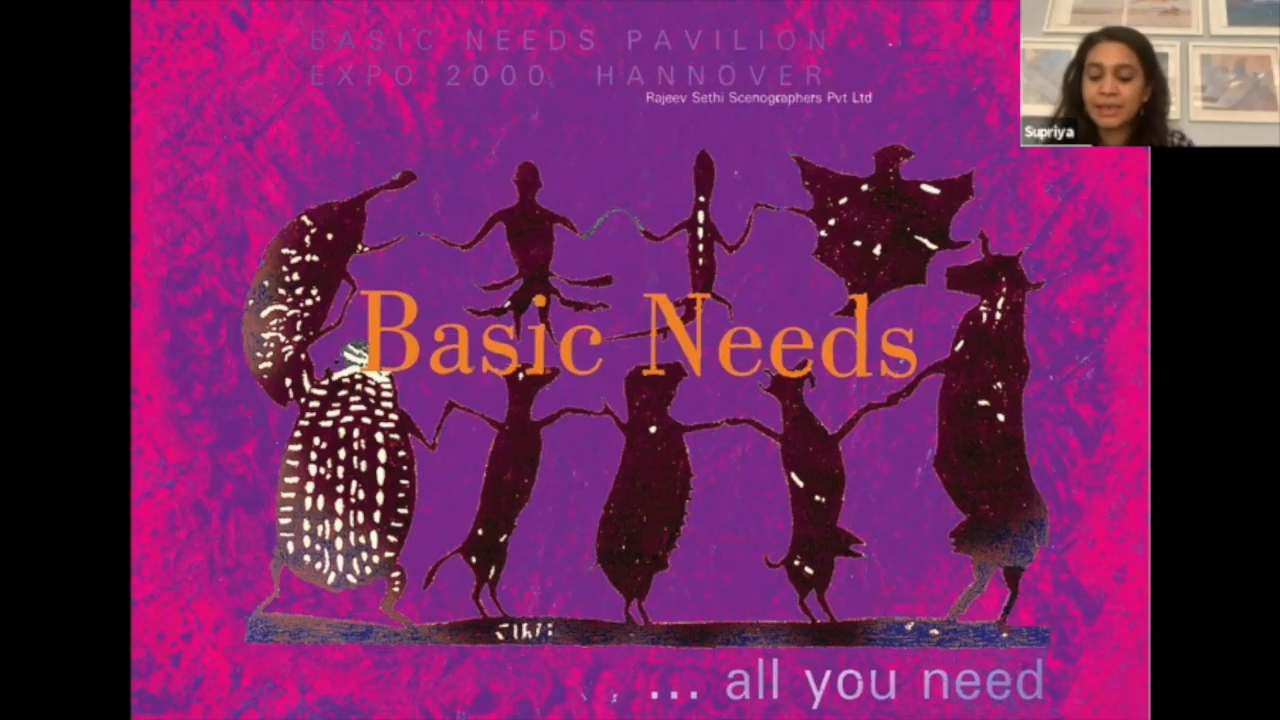 BASIC NEEDS PAVILION
EXPO 2000, HANNOVER
Rajeev Sethi Scenographers Pvt Ltd
Supriya
Basic Needs
... all you need